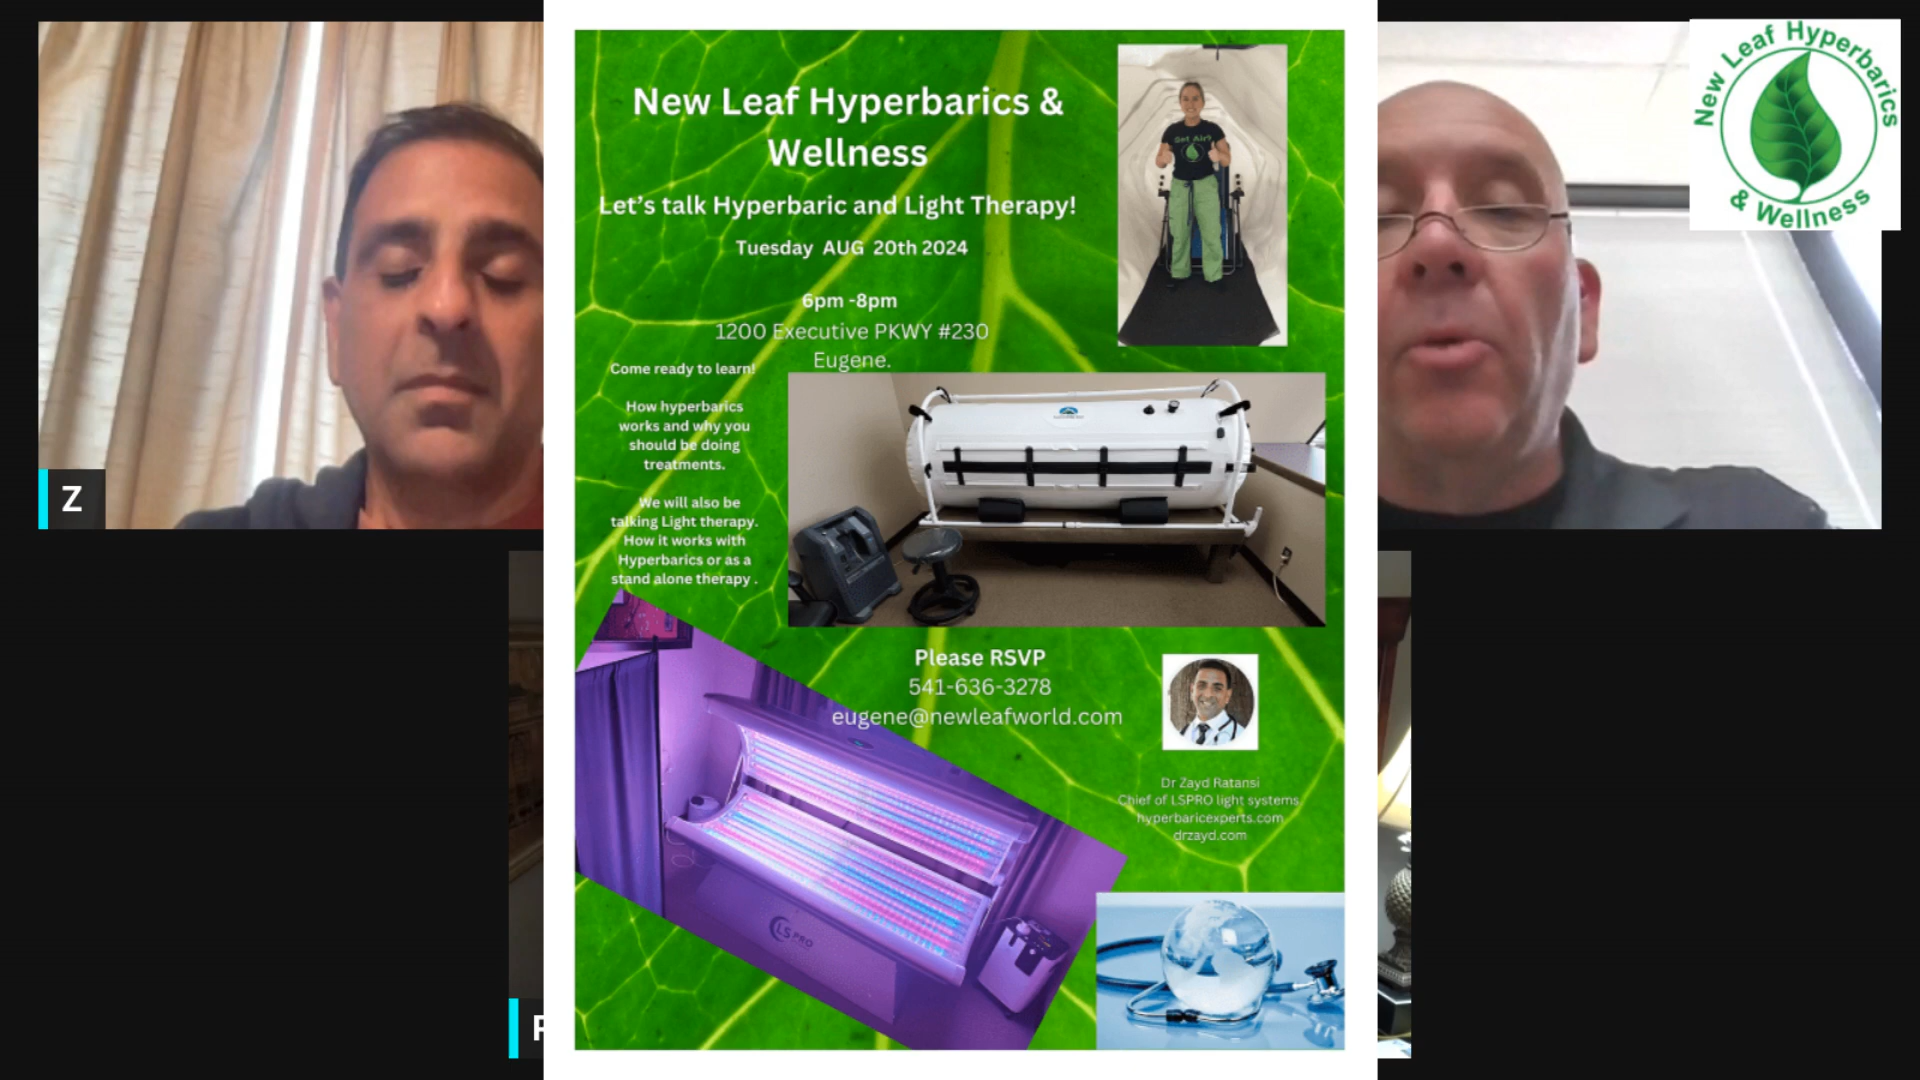 New Leaf Hyperbarics &
Wellness
Let's talk Hyperbaric and Light Therapy!
Tuesday AUG 20th 2024
6pm -8pm
1200 Executive PKWY #230
Eugene.
Come ready to learn!
How hyperbarics
works and why you
should be doing
treatments.
We will also be
talking Light therapy.
How it works with
Hyperbarics or as a
stand alone therapy .
Please RSVP
541-636-3278
eugene@newleafworld.com
Dr Zayd Ratansi
Chief of LSPRO light systems
hyperbaricexperts.com
drzayd.com
LS PRO
Got Air?
Z
New Leaf Hyperbarics
& Wellness